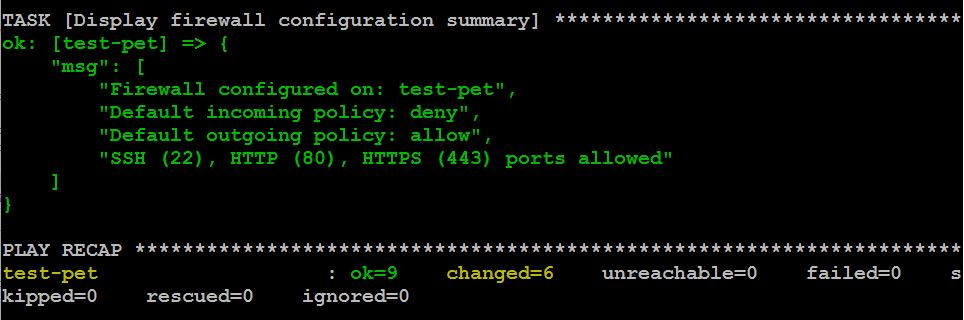 TASK [Display firewall configuration summary] **********************************
ok: [test-pet] => {
    "msg": [
        "Firewall configured on: test-pet",
        "Default incoming policy: deny",
        "Default outgoing policy: allow",
        "SSH (22), HTTP (80), HTTPS (443) ports allowed"
    ]
}
PLAY RECAP *********************************************************************
test-pet                   : ok=9    changed=6    unreachable=0    failed=0    s
kipped=0    rescued=0    ignored=0